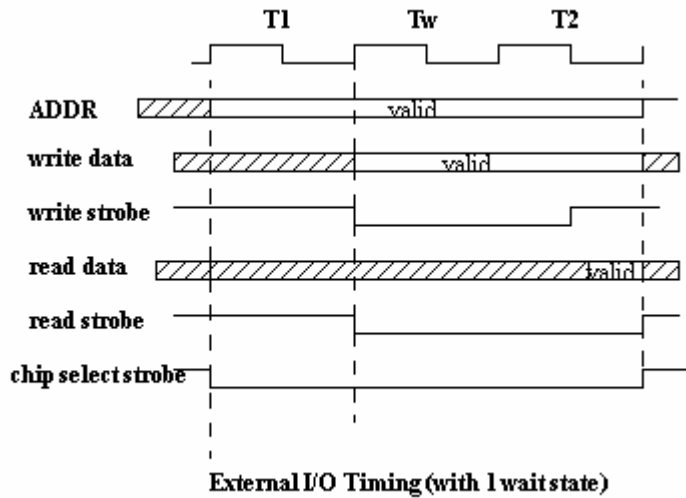 T1 Tw T2
ADDR valid
write data valid
write strobe
read data valid
read strobe
chip select strobe
External I/O Timing (with 1 wait state)